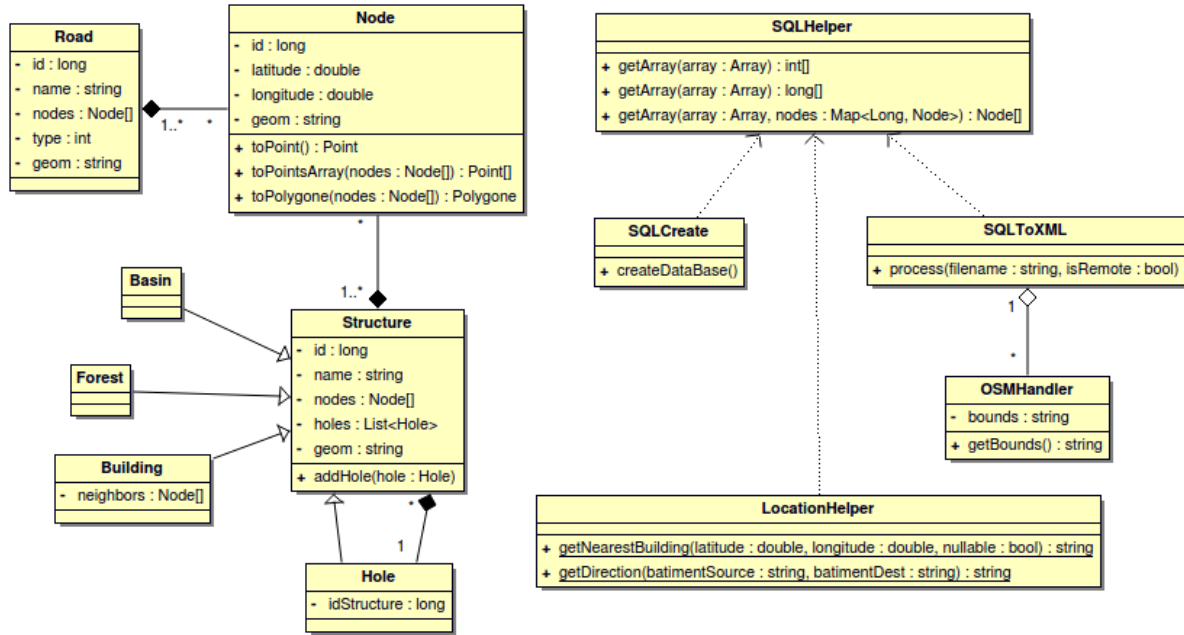 Road
- id : long
- name : string
- nodes : Node[]
- type : int
- geom : string
1..*
*
Node
- id : long
- latitude : double
- longitude : double
- geom : string
+ toPoint() : Point
+ toPointsArray(nodes : Node[]) : Point[]
+ toPolygone(nodes : Node[]) : Polygone
*
1..*
Basin
Forest
Building
- neighbors : Node[]
Structure
- id : long
- name : string
- nodes : Node[]
- holes : List<Hole>
- geom : string
+ addHole(hole : Hole)
*
1
Hole
- idStructure : long
SQLHelper
+ getArray(array : Array) : int[]
+ getArray(array : Array) : long[]
+ getArray(array : Array, nodes : Map<Long, Node>) : Node[]
SQLCreate
+ createDataBase()
SQLToXML
+ process(filename : string, isRemote : bool)
1
*
OSMHandler
- bounds : string
+ getBounds() : string
LocationHelper
+ getNearestBuilding(latitude : double, longitude : double, nullable : bool) : string
+ getDirection(batimentSource : string, batimentDest : string) : string